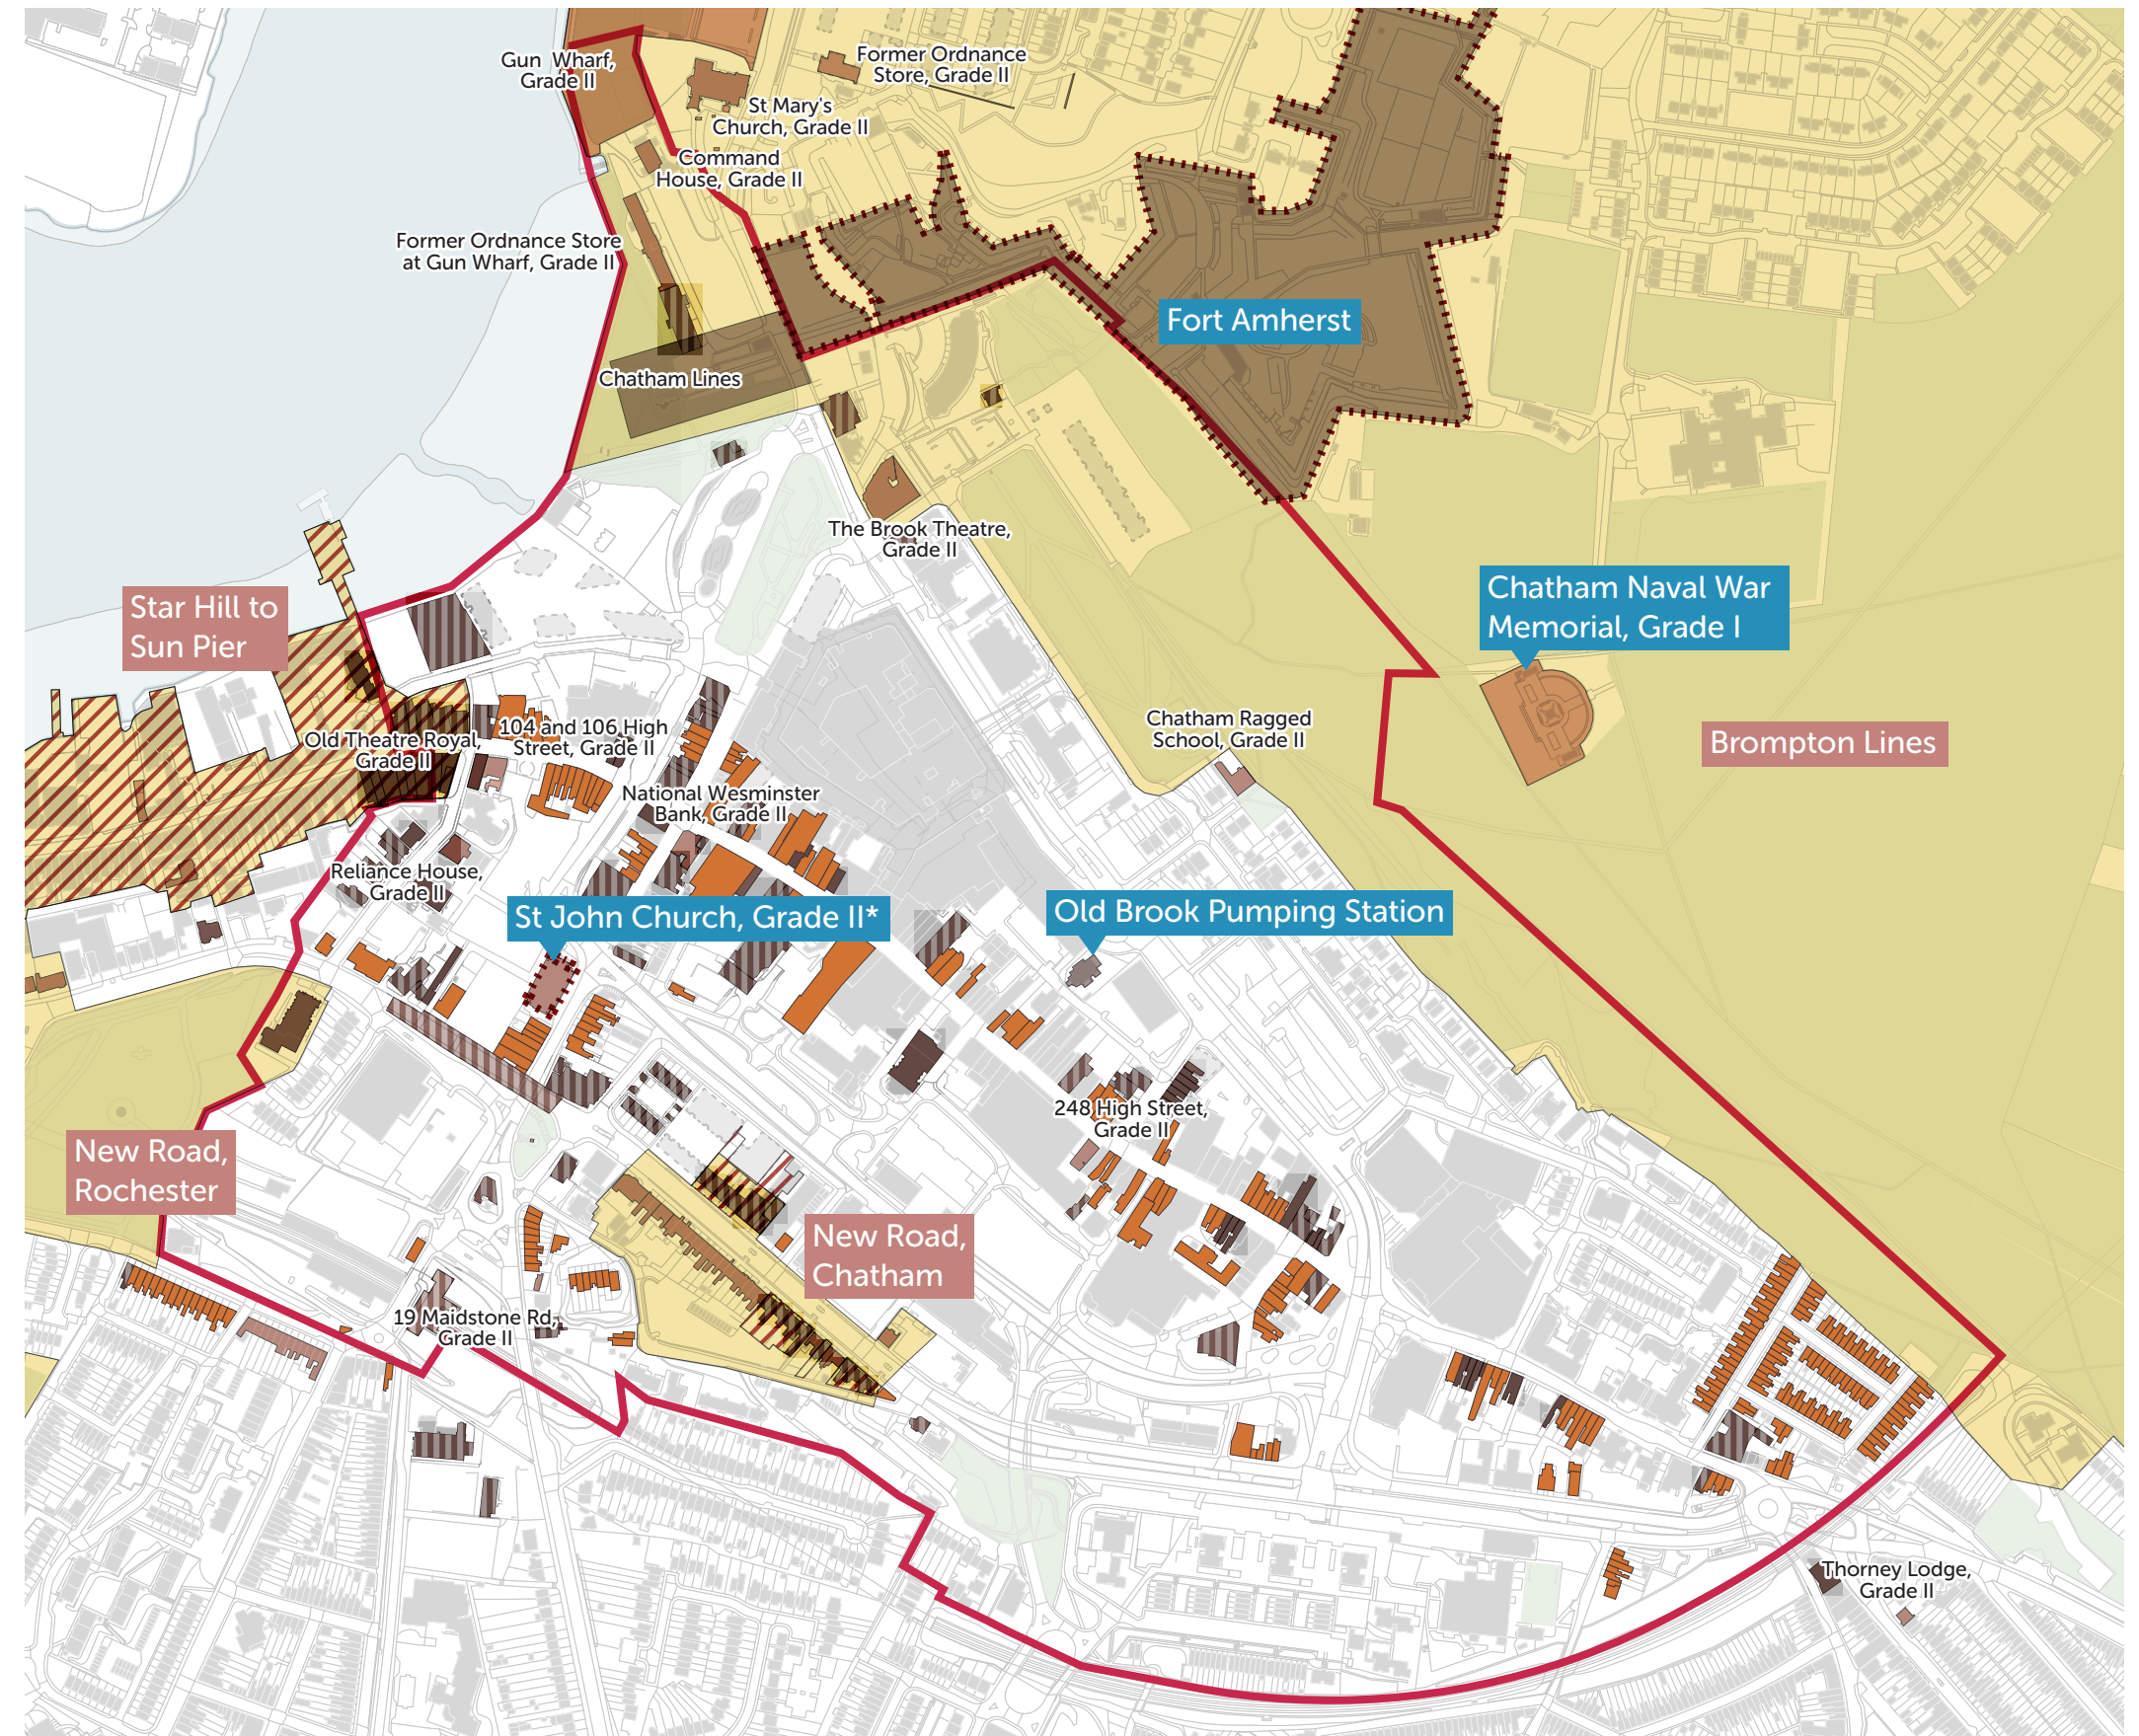 Gun Wharf,
Grade II
Former Ordnance
Store, Grade II
St Mary's
Church, Grade II
Command
House, Grade II
Former Ordnance Store
at Gun Wharf, Grade II
Fort Amherst
Chatham Lines
The Brook Theatre,
Grade II
Star Hill to
Sun Pier
Chatham Naval War
Memorial, Grade I
Old Theatre Royal,
Grade II
104 and 106 High
Street, Grade II
Chatham Ragged
School, Grade II
Brompton Lines
National Wesminster
Bank, Grade II
Reliance House,
Grade II
St John Church, Grade II*
Old Brook Pumping Station
248 High Street,
Grade II
New Road,
Rochester
New Road,
Chatham
19 Maidstone Rd,
Grade II
Thorney Lodge,
Grade II